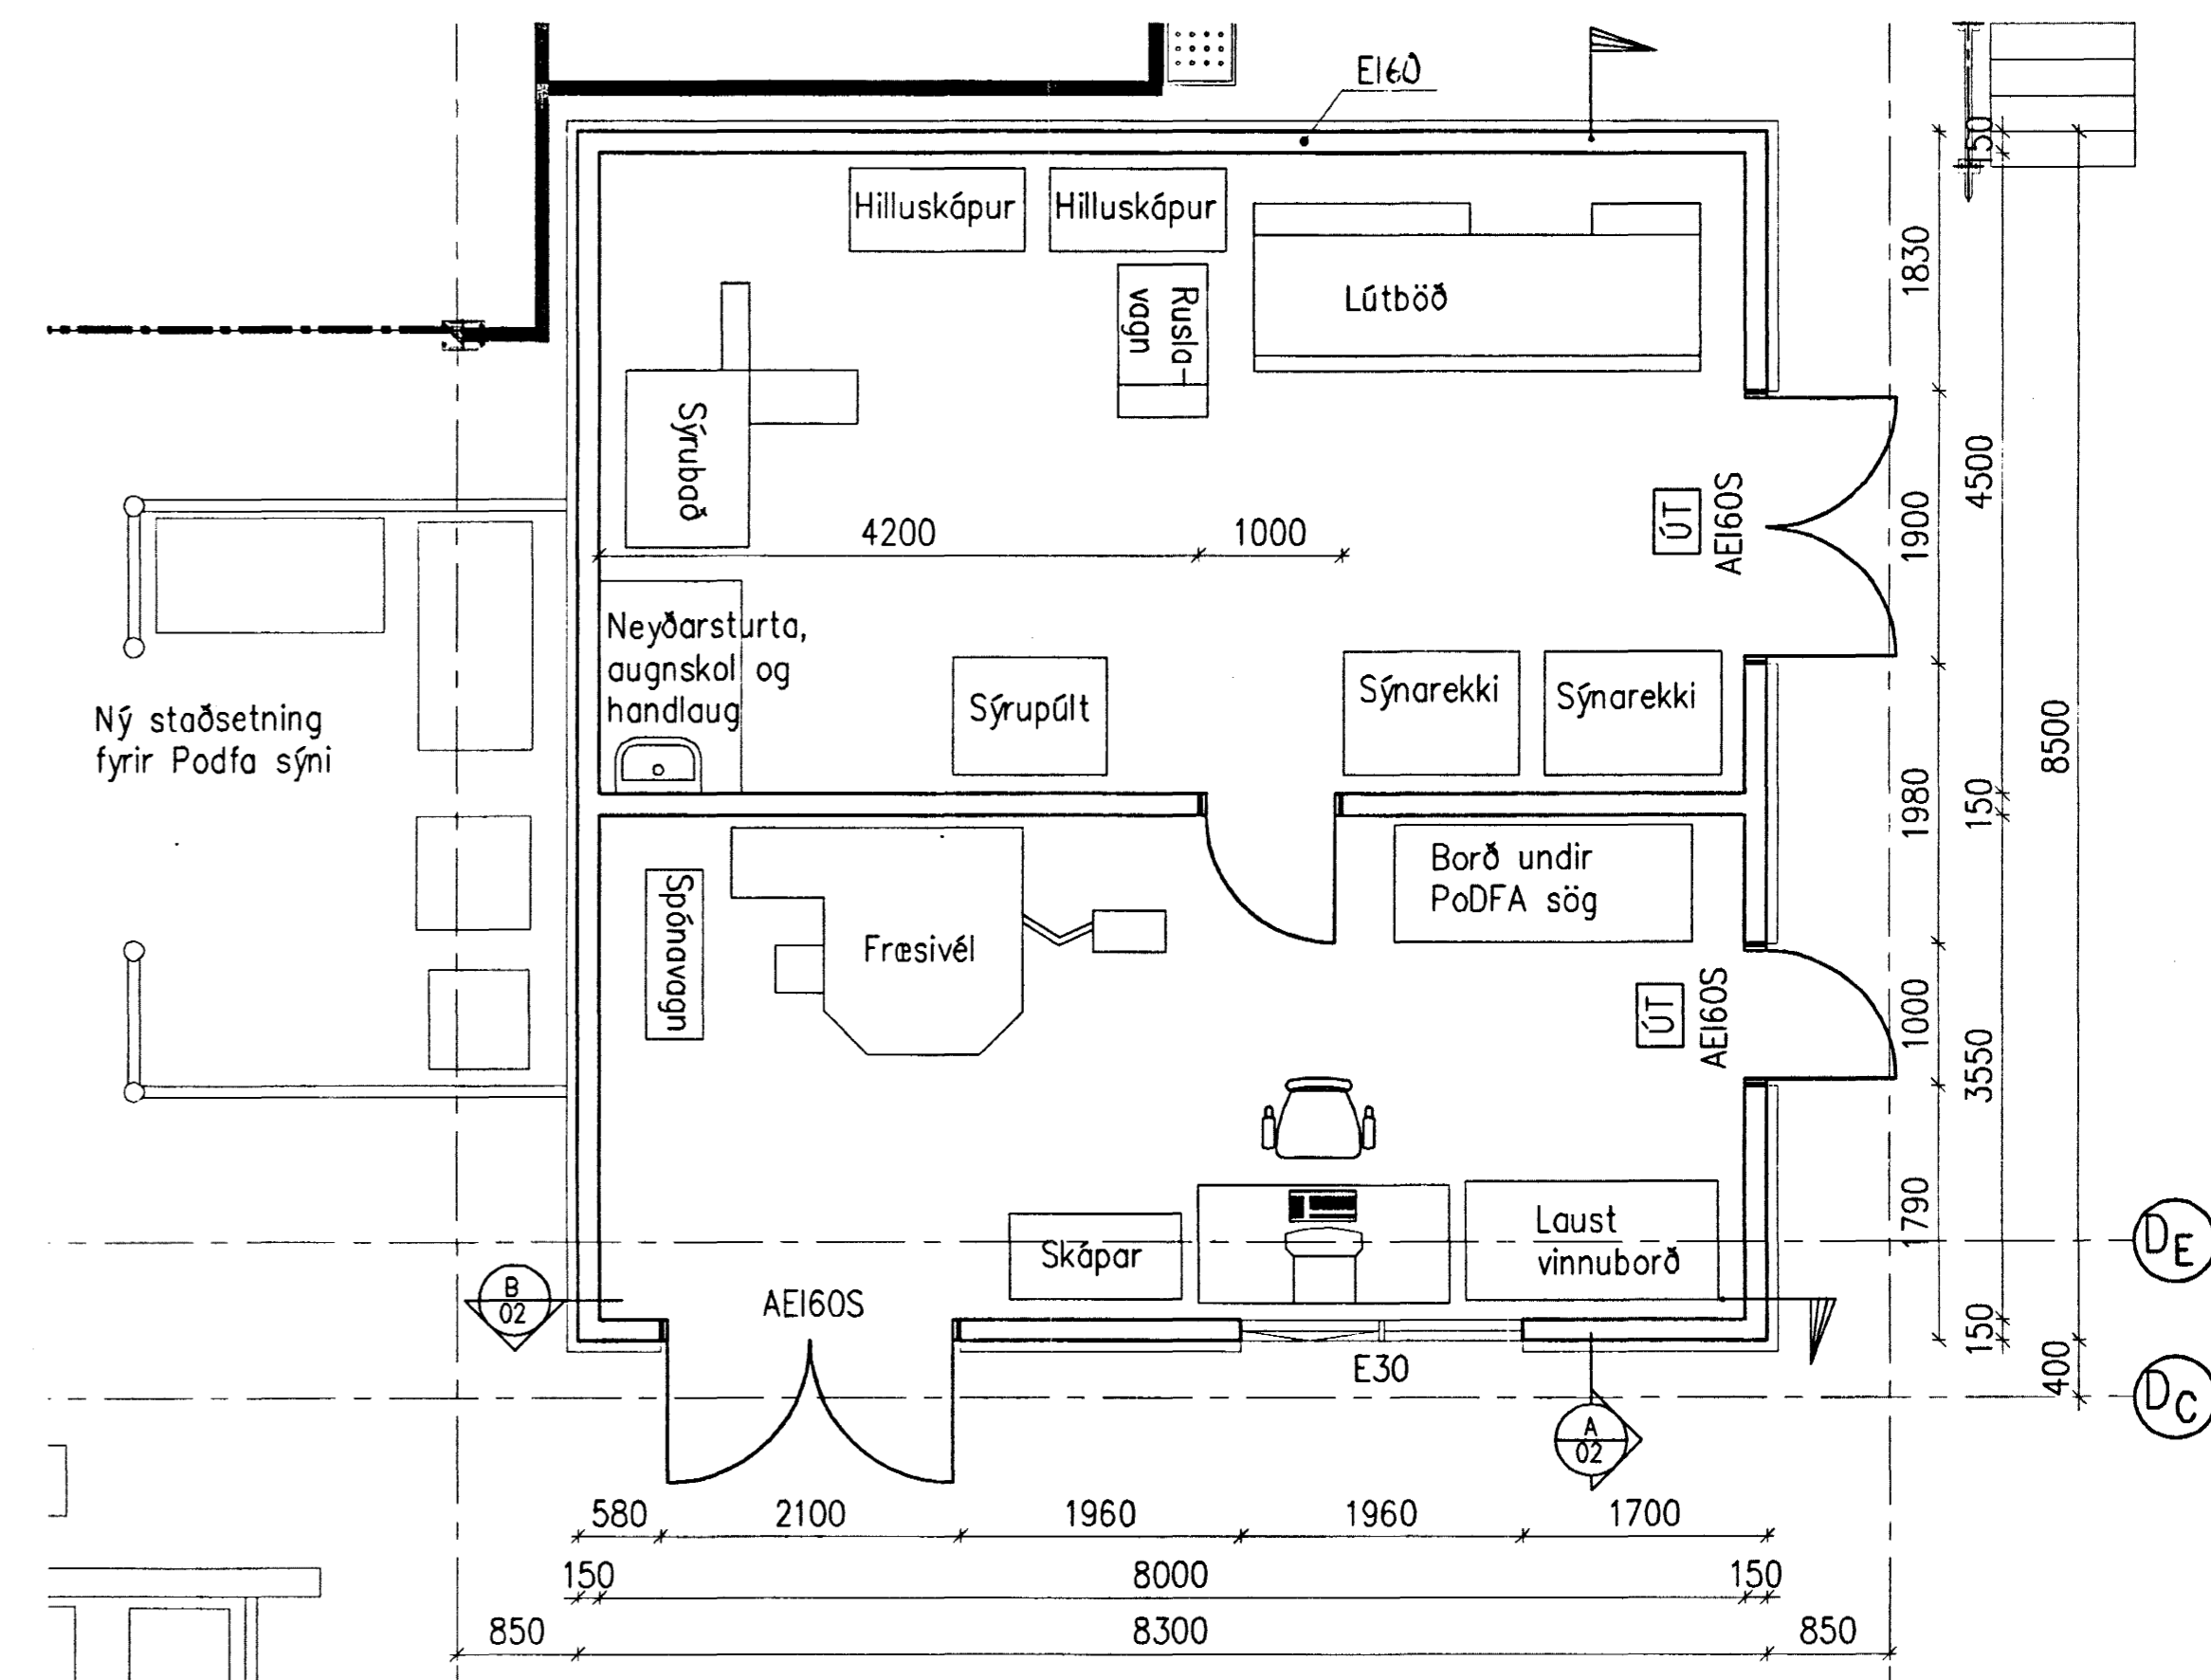 EI60
150
Hilluskápur
Hilluskápur
Rusla-
vagn
Lútböð
1830
Sýrubað
4500
ÚT
AEI60S
1900
4200
1000
Neyðarsturta,
augnskol og
handlaug
Sýrupúlt
Sýnarekki
Sýnarekki
Ný staðsetning
fyrir Podfa sýni
8500
1980
150
Spónavagn
Fræsivél
Borð undir
PoDFA sög
ÚT
AEI60S
1000
3550
1790
Skápar
Laust
vinnuborð
DE
B
02
AEI60S
E30
150
400
DC
A
02
580
2100
1960
1960
1700
150
8000
150
850
8300
850